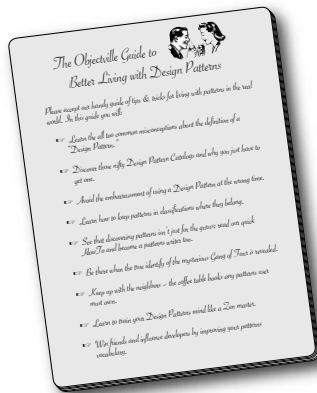 The Objectville Guide to
Better Living with Design Patterns
Please accept our handy guide of tips & tricks for living with patterns in the real
world. In this guide you will:
☞ Learn the all too common misconceptions about the definition of a
"Design Pattern."
☞ Discover those nifty Design Pattern Catalogs and why you just have to
get one.
☞ Avoid the embarrassment of using a Design Pattern at the wrong time.
☞ Learn how to keep patterns in classifications where they belong.
☞ See that discovering patterns isn't just for the gurus; read our quick
HowTo and become a patterns writer too.
☞ Be there when the true identity of the mysterious Gang of Four is revealed.
☞ Keep up with the neighbors – the coffee table books any patterns user
must own.
☞ Learn to train your Design Patterns mind like a Zen master.
☞ Win friends and influence developers by improving your patterns
vocabulary.